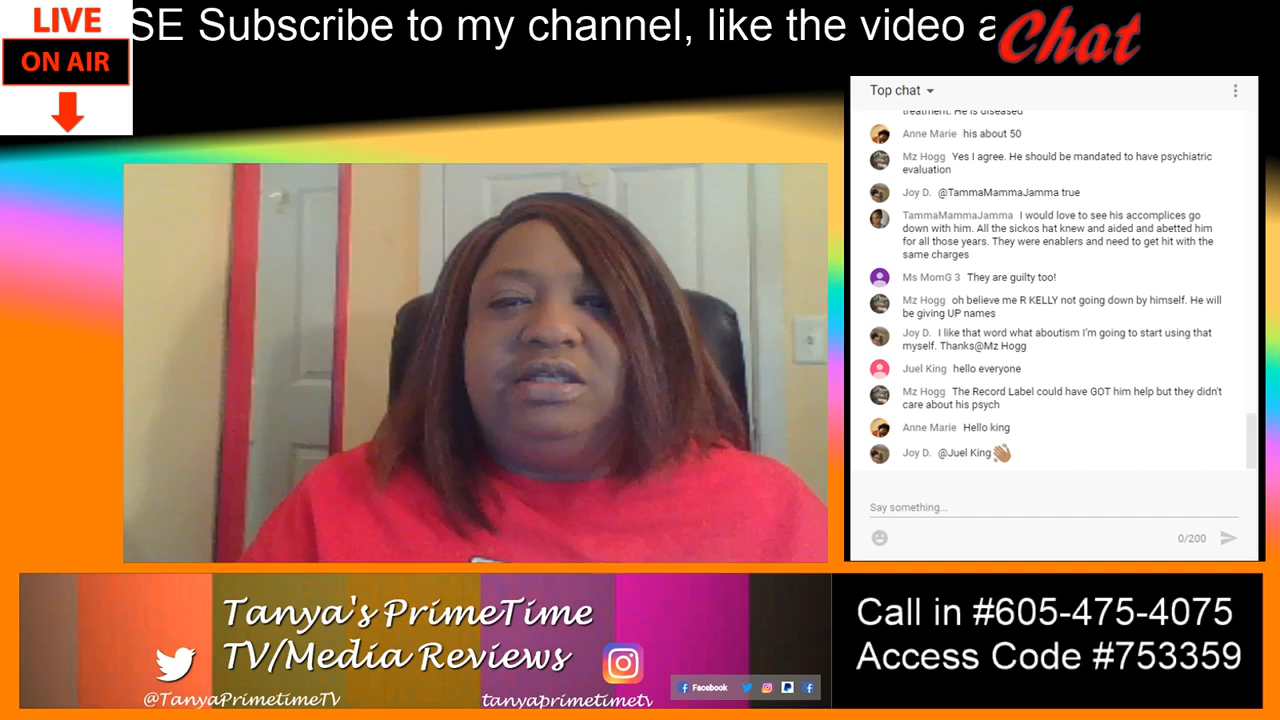 LIVE
ON AIR
SE Subscribe to my channel, like the video a
Chat
Top chat
treatment. He is diseased
Anne Marie his about 50
Mz Hogg Yes I agree. He should be mandated to have psychiatric
evaluation
Joy D. @TammaMammaJamma true
TammaMammaJamma I would love to see his accomplices go
down with him. All the sickos hat knew and aided and abetted him
for all those years. They were enablers and need to get hit with the
same charges
Ms MomG 3 They are guilty too!
Mz Hogg oh believe me R KELLY not going down by himself. He will
be giving UP names
Joy D. I like that word what aboutism I'm going to start using that
myself. Thanks@Mz Hogg
Juel King hello everyone
Mz Hogg The Record Label could have GOT him help but they didn't
care about his psych
Anne Marie Hello king
Joy D. @Juel King
Say something...
0/200
Tanya's PrimeTime
TV/Media Reviews
@TanyaPrimetimeTV
tanyaprimetimetv
Facebook
Call in #605-475-4075
Access Code #753359